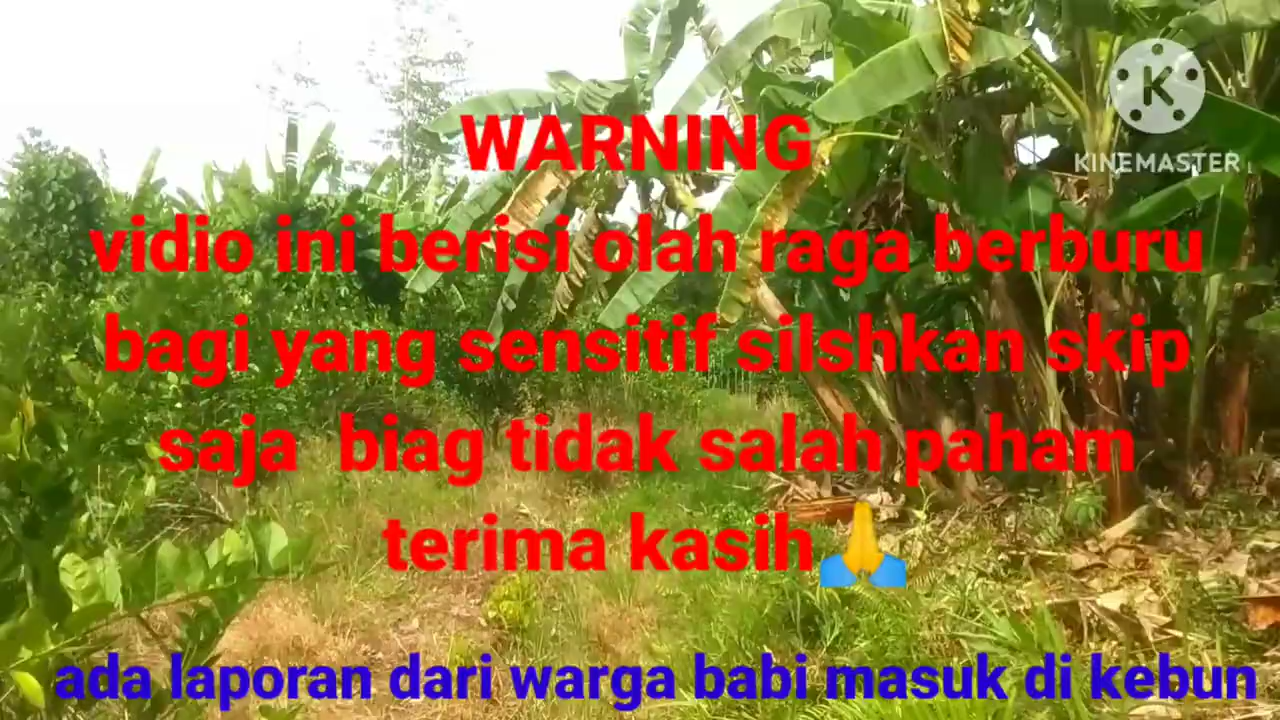 WARNING
KINEMASTER
vidio ini berisi olah raga berburu
bagi yang sensitif silshkan skip
saja biag tidak salah paham
terima kasih🙏
ada laporan dari warga babi masuk di kebun